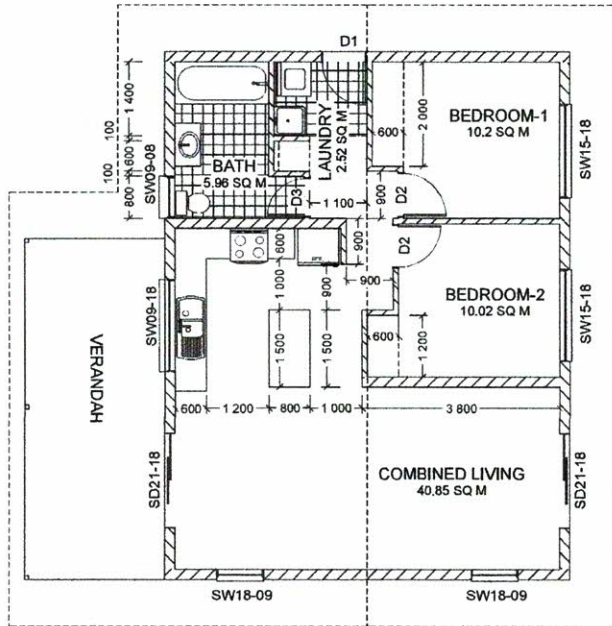 D1
1 400
100
600
100
800
SW09-08
BATH
5.96 SQ M
LAUNDRY
2.52 SQ M
600
2 000
BEDROOM-1
10.2 SQ M
SW15-18
D3
1 100
900
D2
900
D2
600
1 000
900
900
BEDROOM-2
10.02 SQ M
SW15-18
SW09-18
VERANDAH
1 500
1 500
600
1 200
600
1 200
800
1 000
3 800
SD21-18
COMBINED LIVING
40.85 SQ M
SD21-18
SW18-09
SW18-09